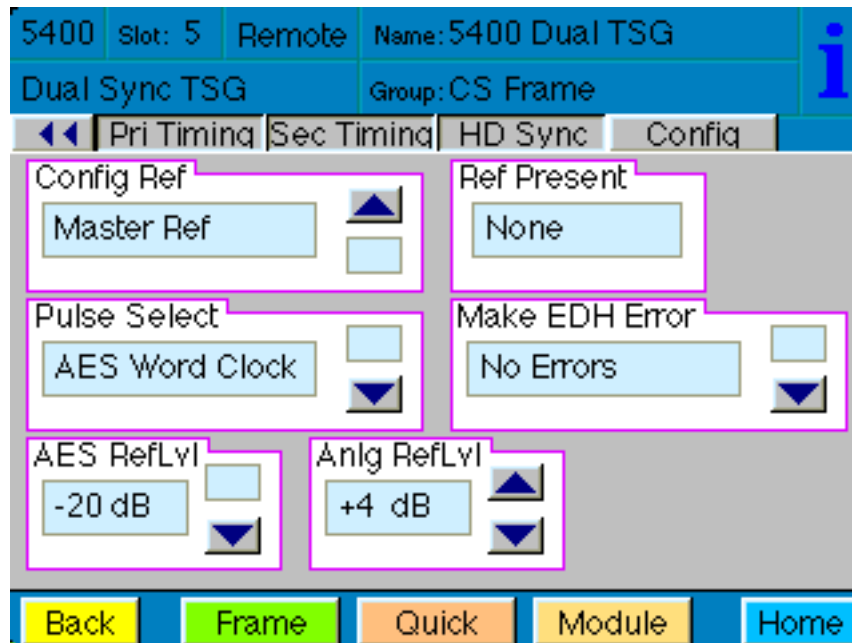 5400 Slot: 5 Remote Name: 5400 Dual TSG
Dual Sync TSG Group: CS Frame
i
Pri Timing Sec Timing HD Sync Config
Config Ref
Master Ref
Ref Present
None
Pulse Select
AES Word Clock
Make EDH Error
No Errors
AES RefLvl
-20 dB
Anlg RefLvl
+4 dB
Back Frame Quick Module Home